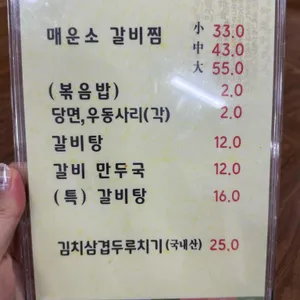 매운소 갈비찜 小 33.0
中 43.0
大 55.0
(볶음밥) 2.0
당면,우동사리(각) 2.0
갈비탕 12.0
갈비 만두국 12.0
(특) 갈비탕 16.0
김치삼겹두루치기(국내산) 25.0